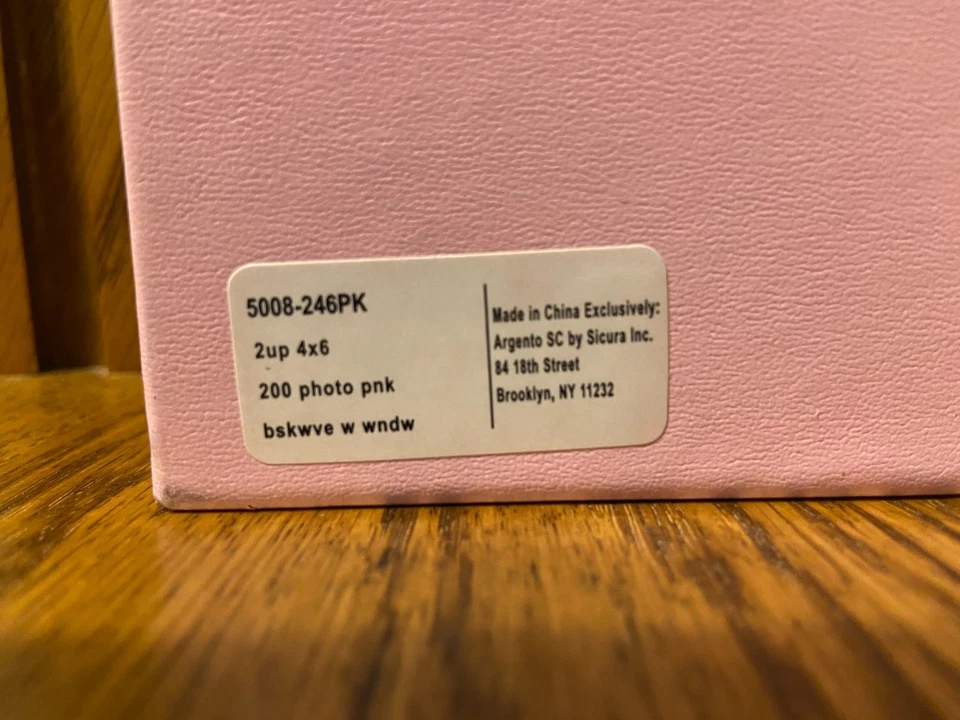 5008-246PK
2up 4x6
200 photo pnk
bskwve w wndw
Made in China Exclusively:
Argento SC by Sicura Inc.
84 18th Street
Brooklyn, NY 11232